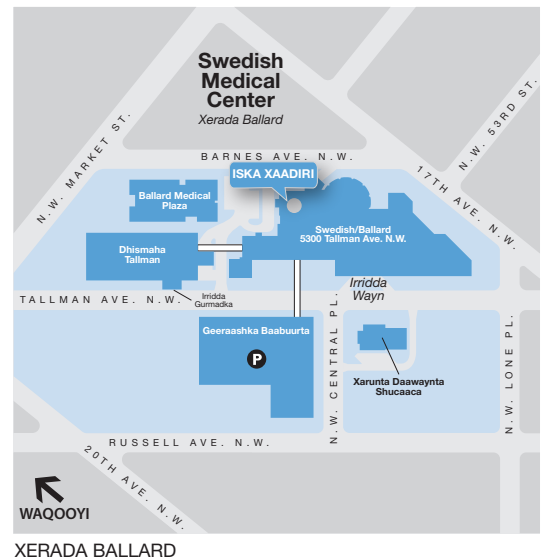 Swedish
Medical
Center
Xerada Ballard
N.W. MARKET ST.
N.W. 53RD ST.
BARNES AVE. N.W.
17TH AVE. N.W.
ISKA XAADIRI
Ballard Medical
Plaza
Swedish/Ballard
5300 Tallman Ave. N.W.
Dhismaha
Tallman
TALLMAN AVE. N.W.
Irridda
Gurmadka
Irridda
Wayn
Geeraashka Baabuurta
P
N.W. CENTRAL PL.
Xarunta Daawaynta
Shucaaca
N.W. LONE PL.
RUSSELL AVE. N.W.
20TH AVE. N.W.
WAQOOYI
XERADA BALLARD